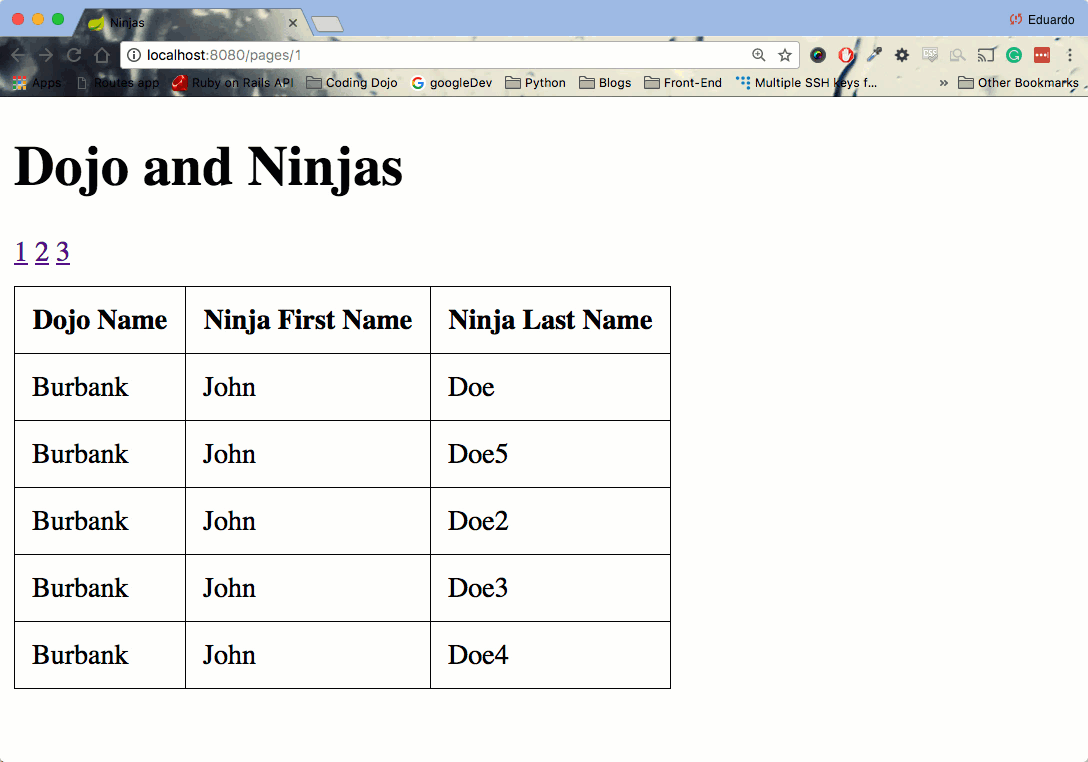 Ninjas
Eduardo
localhost:8080/pages/1
Apps Routes app Ruby on Rails API Coding Dojo googleDev Python Blogs Front-End Multiple SSH keys f... » Other Bookmarks
Dojo and Ninjas
1 2 3
Dojo Name Ninja First Name Ninja Last Name
Burbank John Doe
Burbank John Doe5
Burbank John Doe2
Burbank John Doe3
Burbank John Doe4